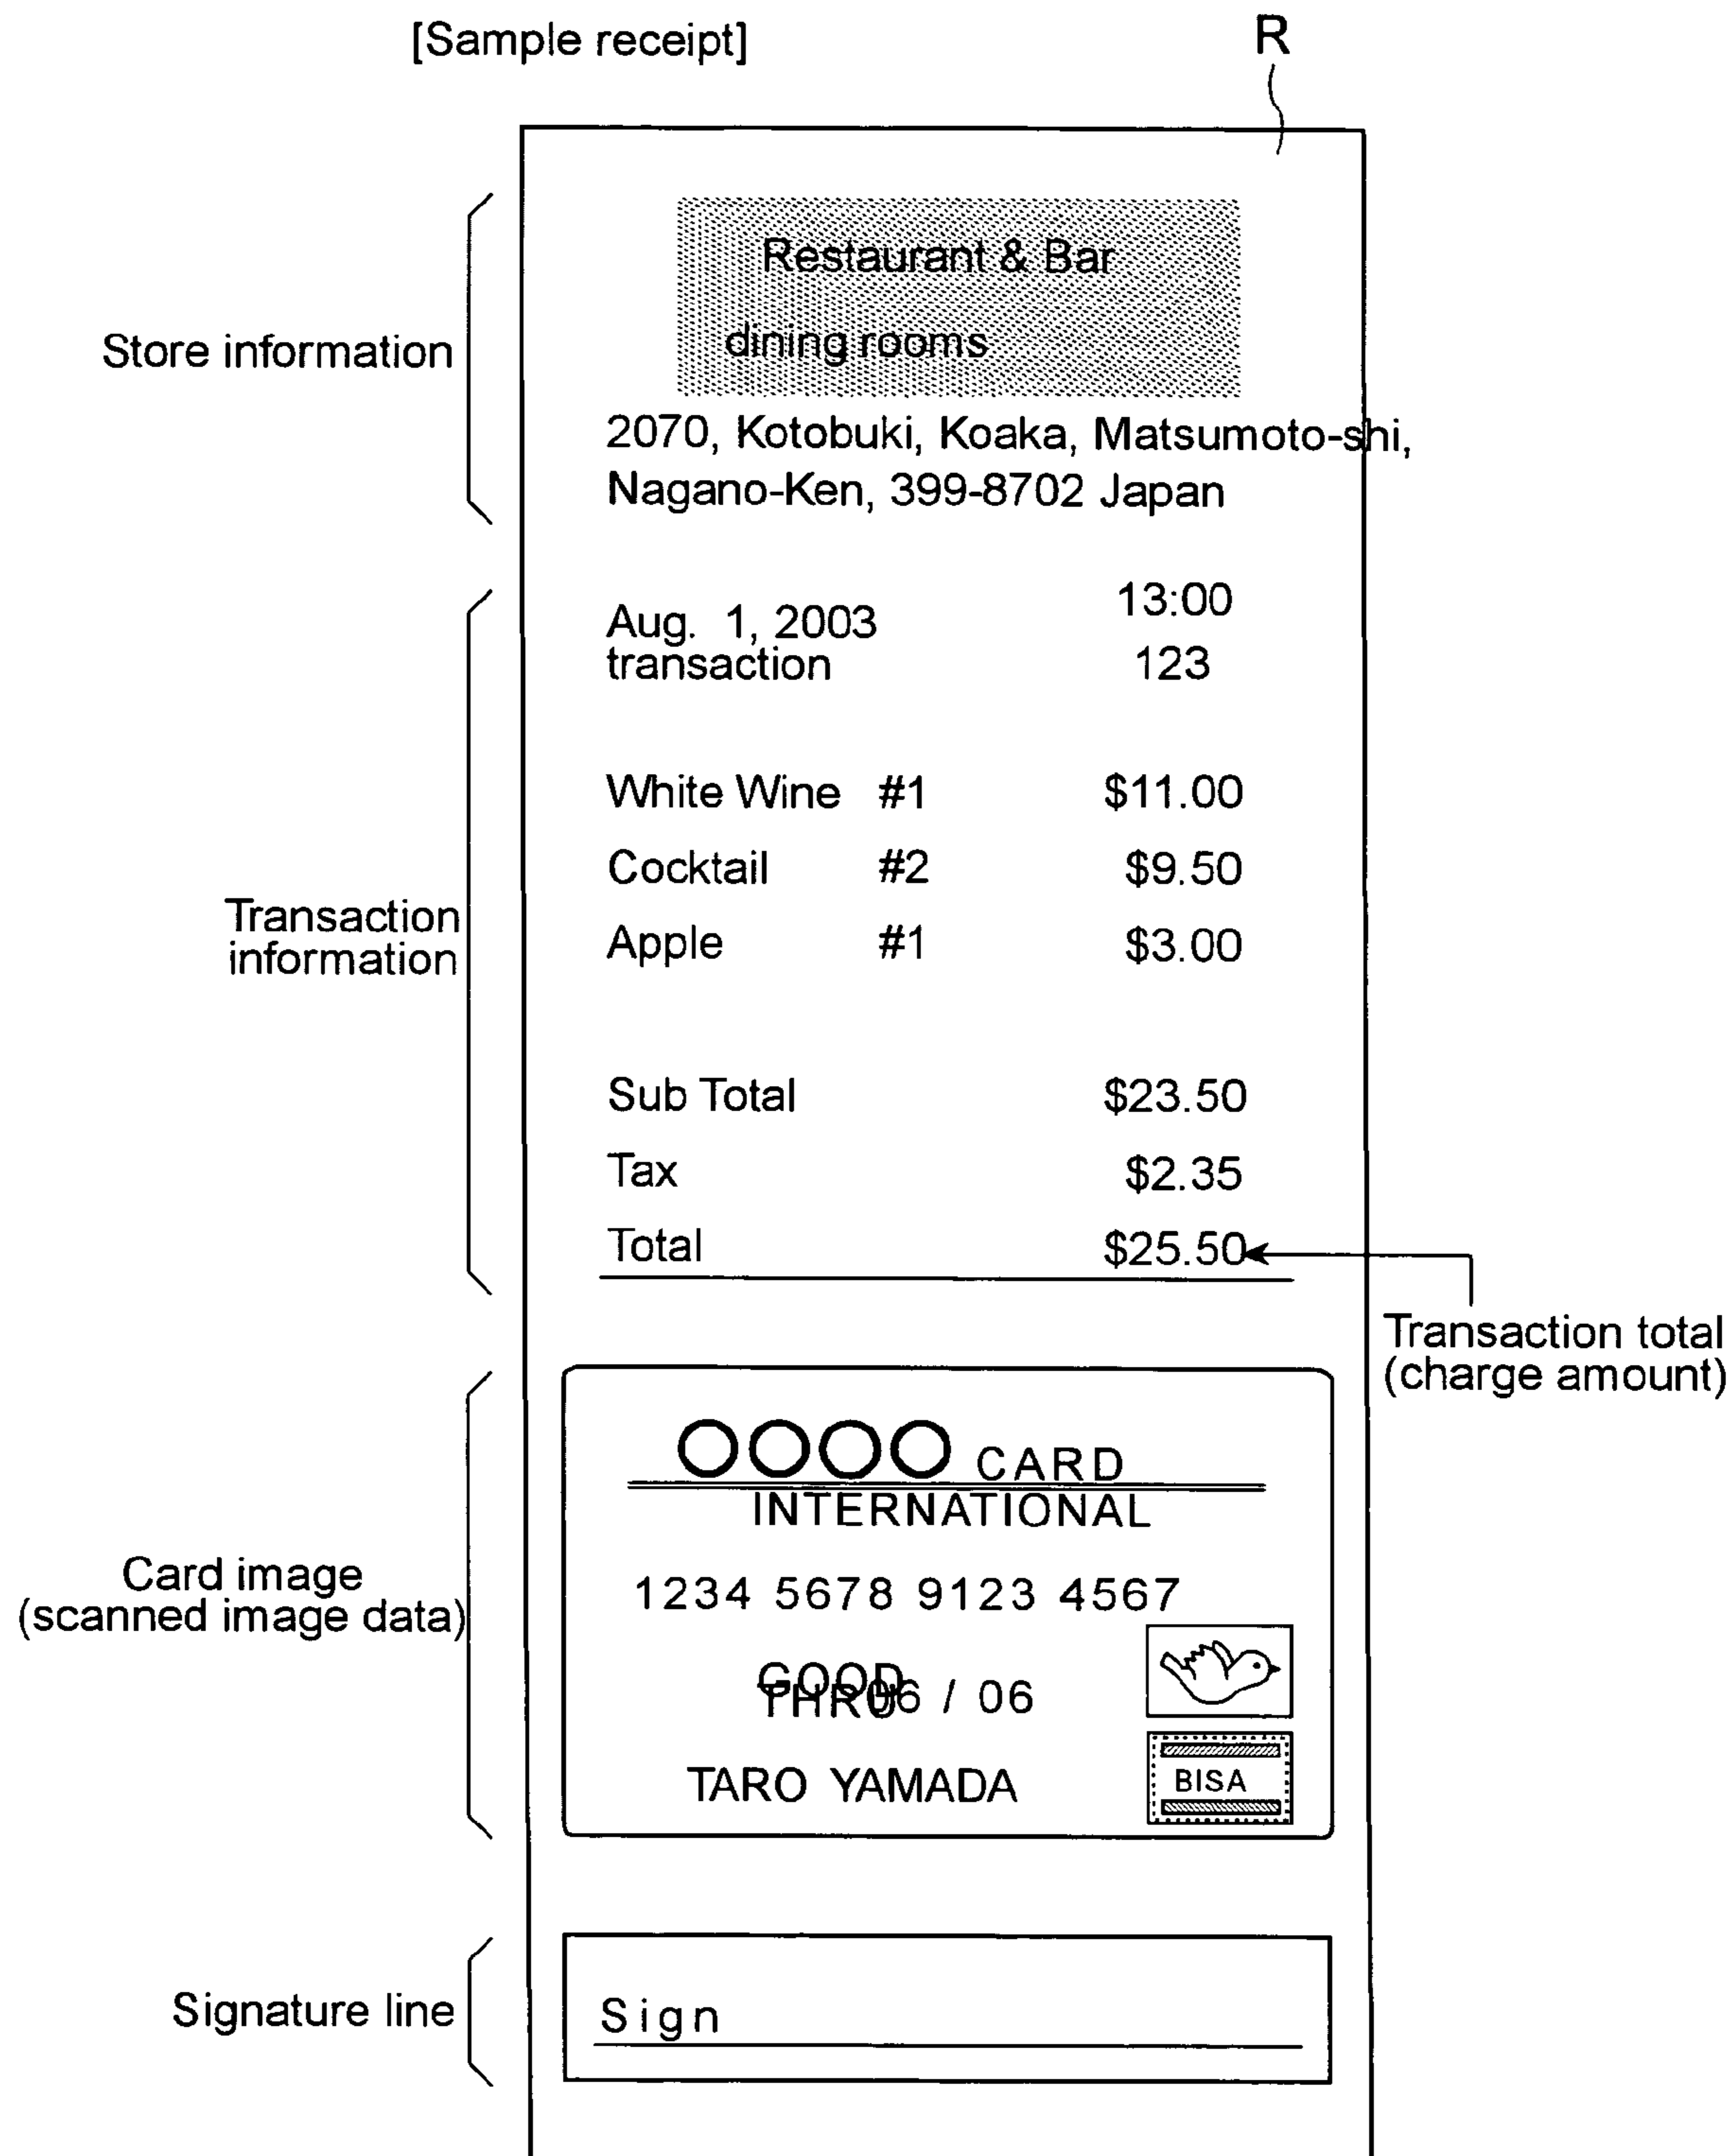 [Sample receipt]
R
Store information
Restaurant & Bar
dining rooms
2070, Kotobuki, Koaka, Matsumoto-shi,
Nagano-Ken, 399-8702 Japan
Transaction
information
Aug. 1, 2003 13:00
transaction 123
White Wine #1 $11.00
Cocktail #2 $9.50
Apple #1 $3.00
Sub Total $23.50
Tax $2.35
Total $25.50
Transaction total
(charge amount)
Card image
(scanned image data)
OOOO CARD
INTERNATIONAL
1234 5678 9123 4567
GOOD
THRU 06 / 06
TARO YAMADA
BISA
Signature line
Sign